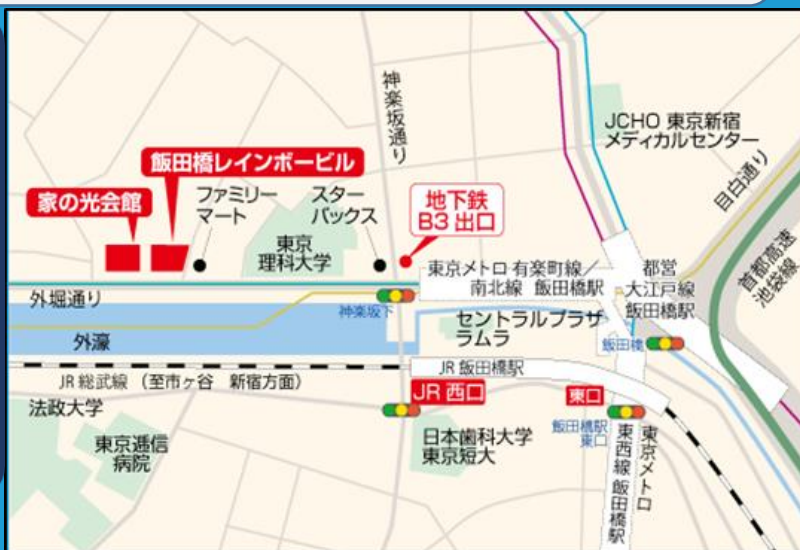 神楽坂通り
JCHO 東京新宿
メディカルセンター
目白通り
首都高速
池袋線
飯田橋レインボービル
家の光会館
ファミリー
マート
スター
バックス
地下鉄
B3 出口
東京
理科大学
東京メトロ 有楽町線／
南北線 飯田橋駅
都営
大江戸線
飯田橋駅
外堀通り
神楽坂下
セントラルプラザ
ラムラ
飯田橋
外濠
JR 飯田橋駅
JR 総武線（至市ヶ谷 新宿方面）
JR 西口
東口
法政大学
東京逓信
病院
日本歯科大学
東京短大
飯田橋駅
東口
東京メトロ
東西線 飯田橋駅